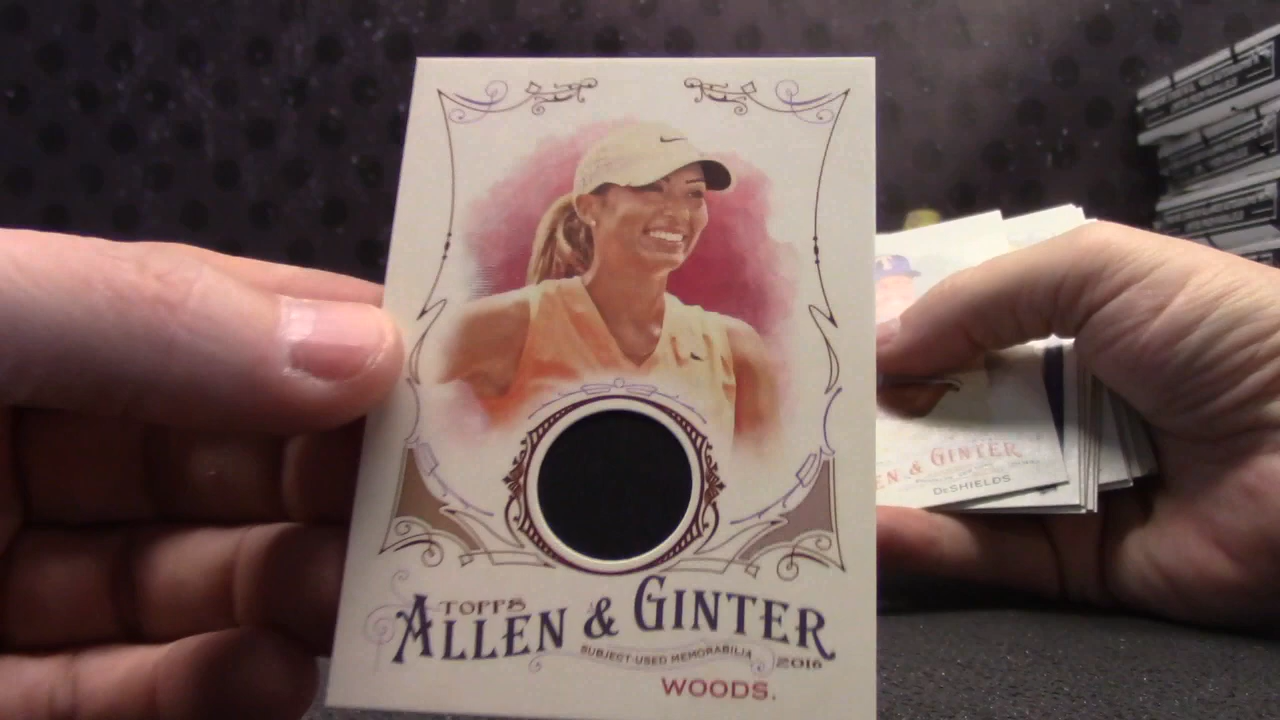 TOPPS
ALLEN & GINTER
SUBJECT-USED MEMORABILIA
2016
WOODS.
EN & GINTER
DeSHIELDS